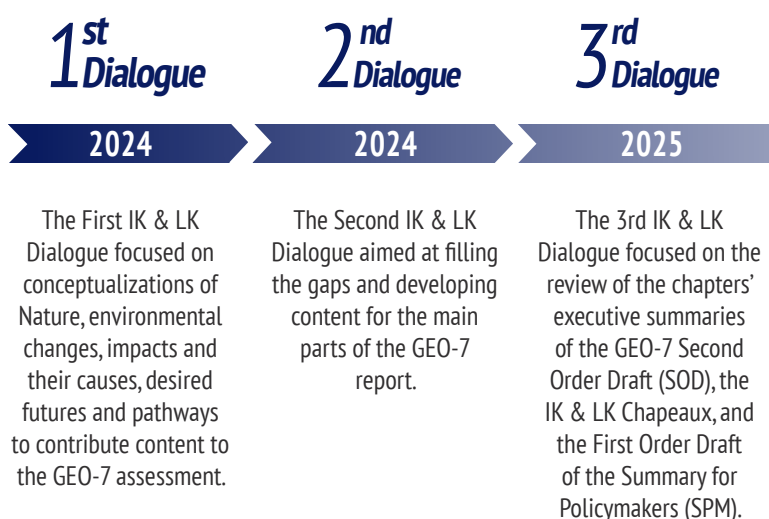 1st Dialogue
2024
The First IK & LK
Dialogue focused on
conceptualizations of
Nature, environmental
changes, impacts and
their causes, desired
futures and pathways
to contribute content to
the GEO-7 assessment.
2nd Dialogue
2024
The Second IK & LK
Dialogue aimed at filling
the gaps and developing
content for the main
parts of the GEO-7
report.
3rd Dialogue
2025
The 3rd IK & LK
Dialogue focused on the
review of the chapters’
executive summaries
of the GEO-7 Second
Order Draft (SOD), the
IK & LK Chapeaux, and
the First Order Draft
of the Summary for
Policymakers (SPM).